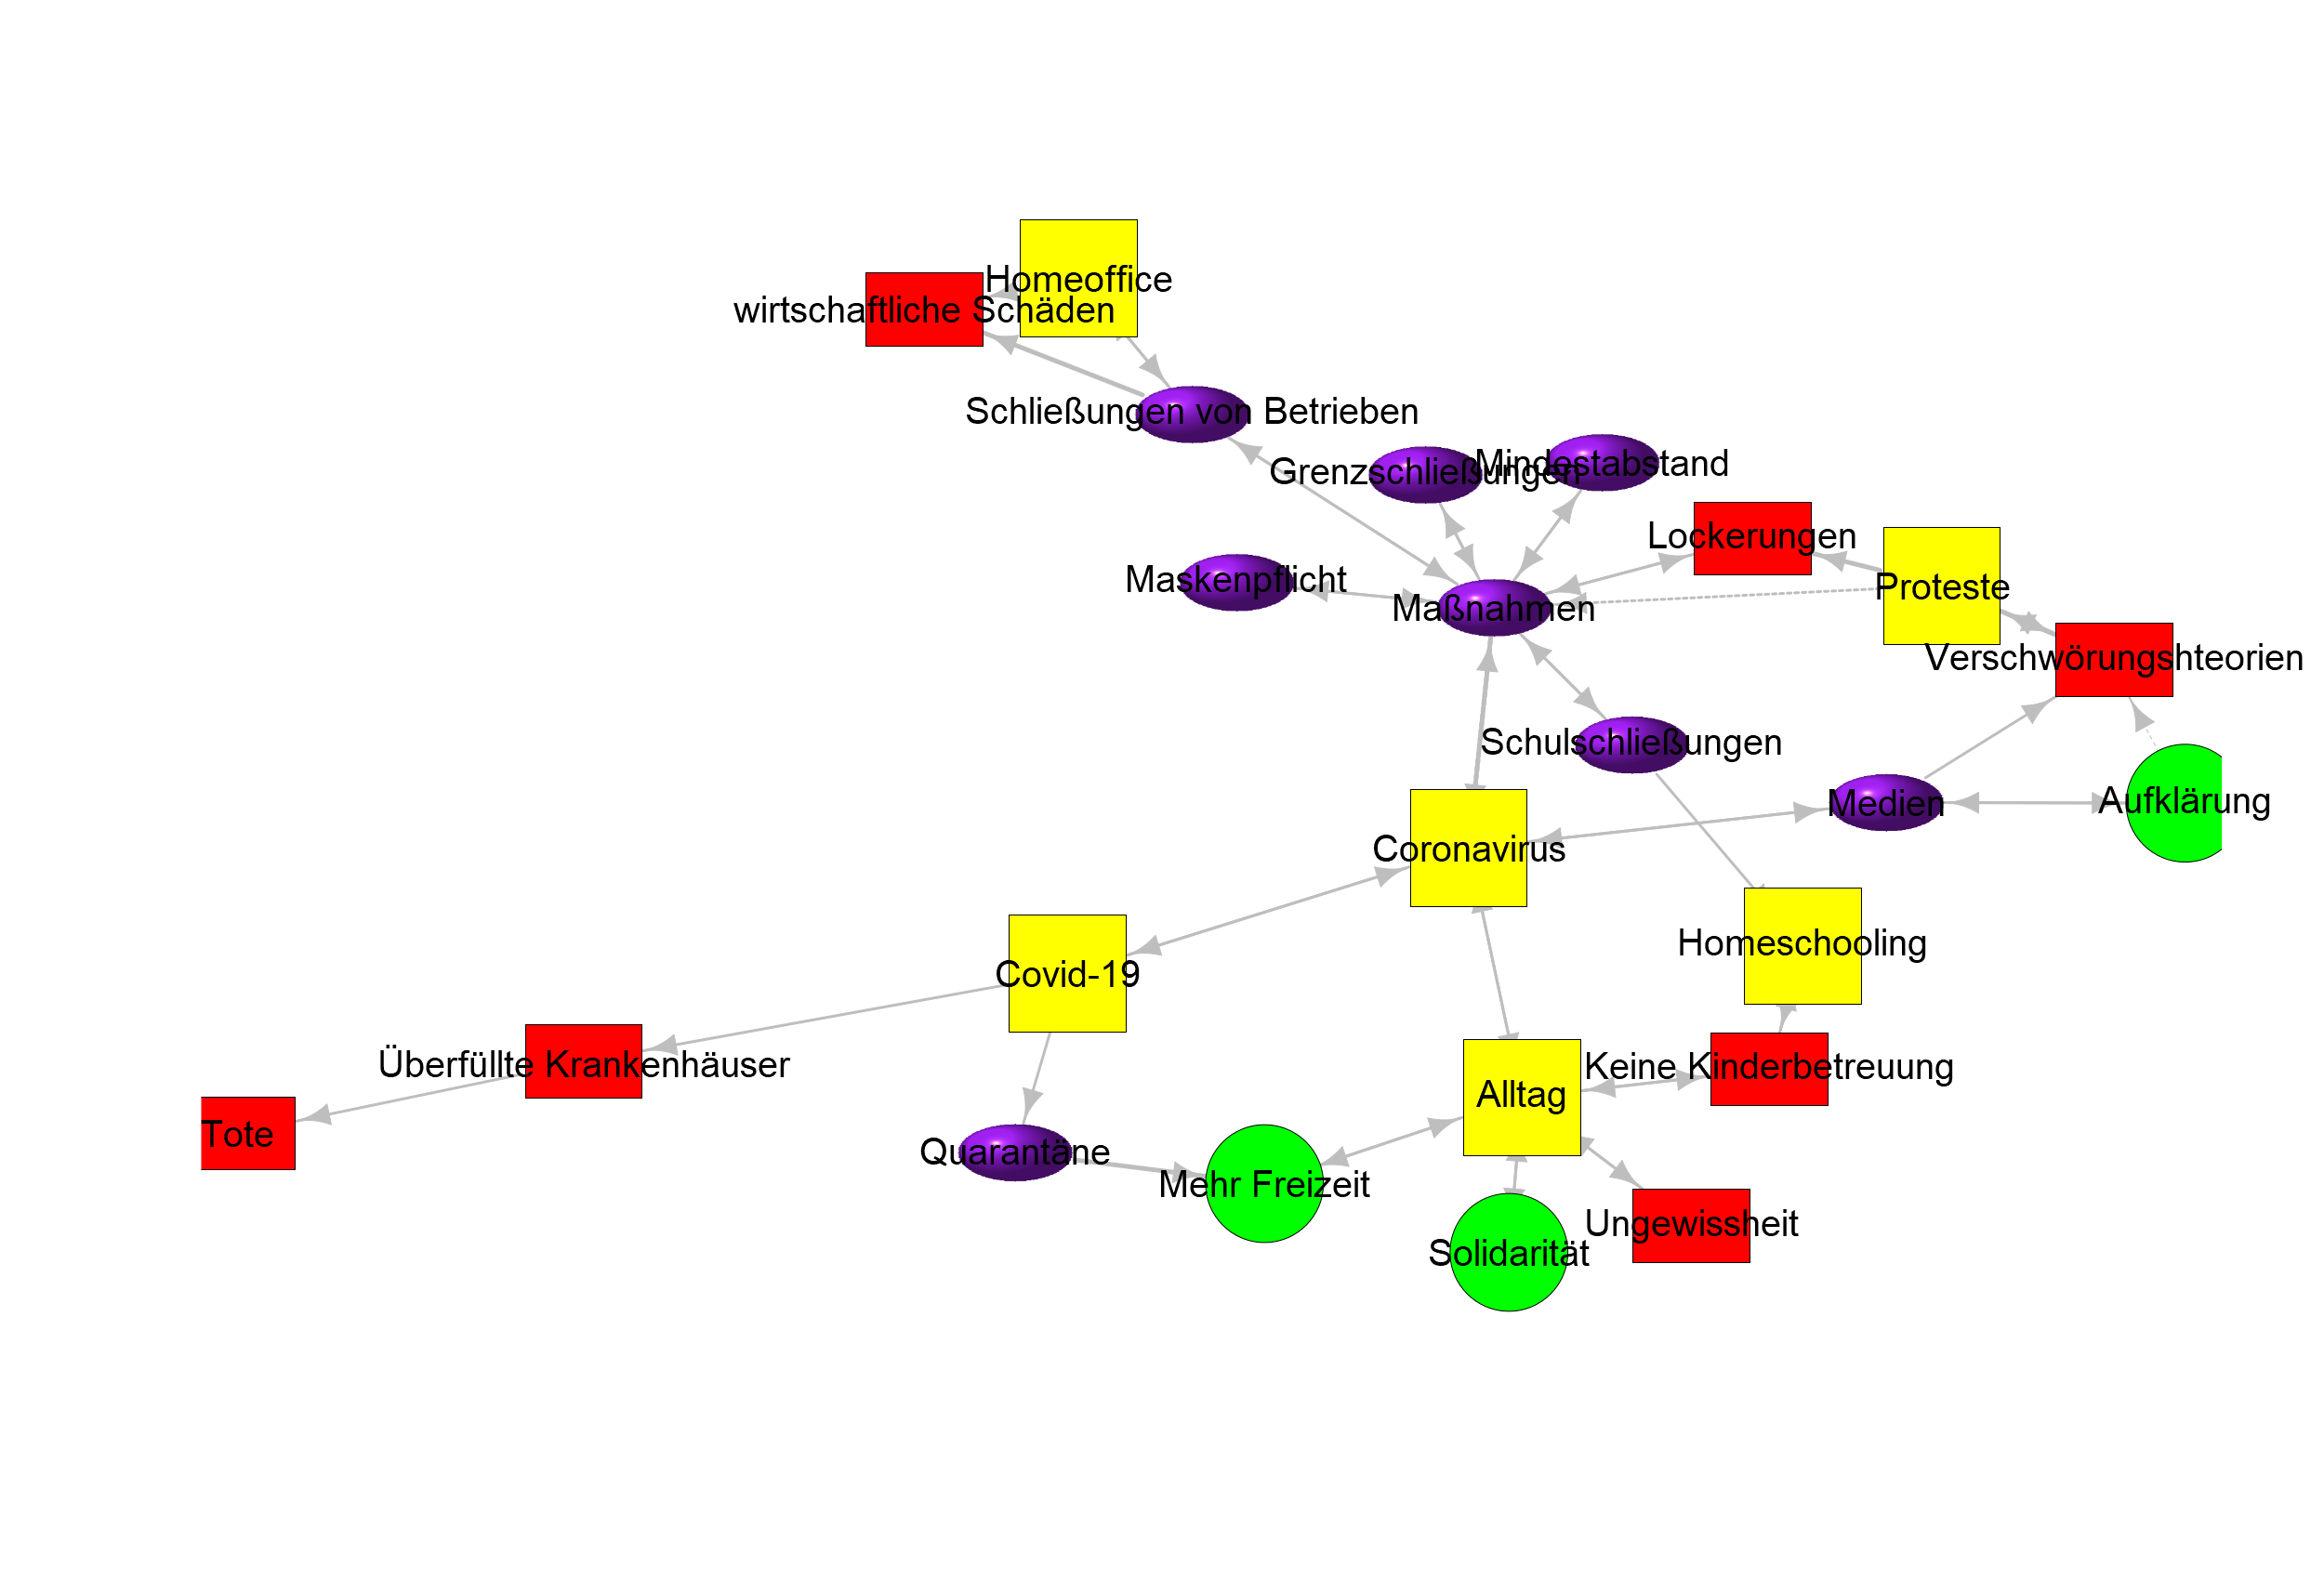 Homeoffice
wirtschaftliche Schäden
Schließungen von Betrieben
Grenzschließungen
Mindestabstand
Lockerungen
Maskenpflicht
Maßnahmen
Proteste
Verschwörungshteorien
Schulschließungen
Medien
Aufklärung
Coronavirus
Homeschooling
Covid-19
Überfüllte Krankenhäuser
Keine Kinderbetreuung
Alltag
Tote
Quarantäne
Mehr Freizeit
Ungewissheit
Solidarität